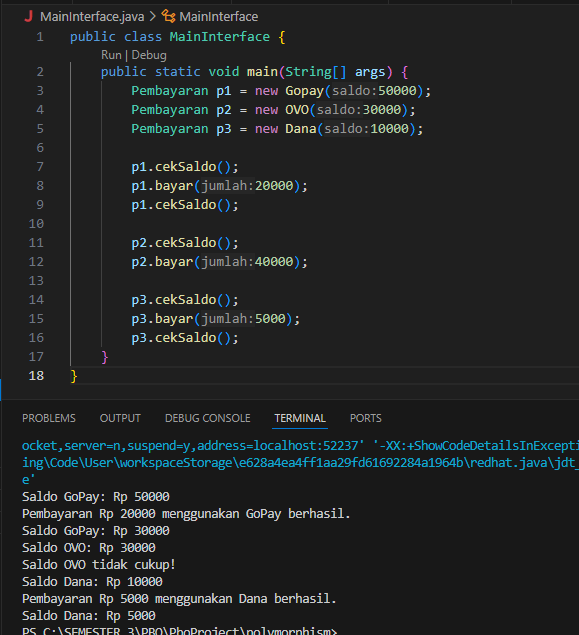 MainInterface.java > MainInterface
1 public class MainInterface {
Run | Debug
2 public static void main(String[] args) {
3 Pembayaran p1 = new Gopay(saldo:50000);
4 Pembayaran p2 = new OVO(saldo:30000);
5 Pembayaran p3 = new Dana(saldo:10000);
6
7 p1.cekSaldo();
8 p1.bayar(jumlah:20000);
9 p1.cekSaldo();
10
11 p2.cekSaldo();
12 p2.bayar(jumlah:40000);
13
14 p3.cekSaldo();
15 p3.bayar(jumlah:5000);
16 p3.cekSaldo();
17 }
18 }
PROBLEMS OUTPUT DEBUG CONSOLE TERMINAL PORTS
ocket,server=n,suspend=y,address=localhost:52237' '-XX:+ShowCodeDetailsInExcepti
ing\Code\User\workspaceStorage\e628a4ea4ff1aa29fd61692284a1964b\redhat.java\jdt_
e'
Saldo GoPay: Rp 50000
Pembayaran Rp 20000 menggunakan GoPay berhasil.
Saldo GoPay: Rp 30000
Saldo OVO: Rp 30000
Saldo OVO tidak cukup!
Saldo Dana: Rp 10000
Pembayaran Rp 5000 menggunakan Dana berhasil.
Saldo Dana: Rp 5000
PS C:\SEMESTER 3\PBO\PboProject\polymorphism>